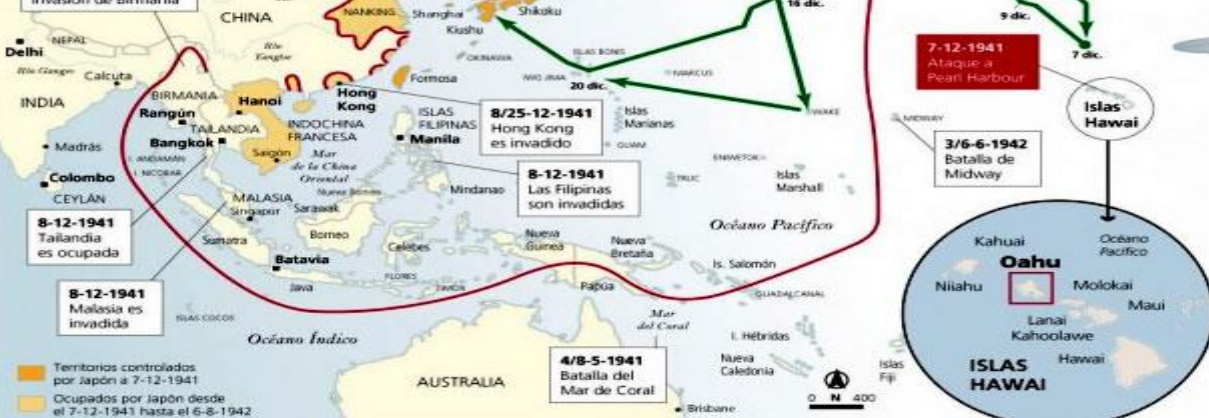 Invasión de Birmania
CHINA
NANKING
Shanghai
Shikoku
Kiushu
16 dic.
9 dic.
7 dic.
Delhi
NEPAL
Río Ganges
Calcuta
Río
Yangtse
OKINAWA
ISLAS BONIS
IWO JIMA
20 dic.
MARCUS
7-12-1941
Ataque a
Pearl Harbour
INDIA
BIRMANIA
Rangún
Hanoi
Hong
Kong
Formosa
TAILANDIA
Bangkok
INDOCHINA
FRANCESA
Saigón
8/25-12-1941
Hong Kong
es invadido
ISLAS
FILIPINAS
Manila
Islas
Marianas
GUAM
WAKE
MIDWAY
Islas
Hawai
3/6-6-1942
Batalla de
Midway
Madrás
I. ANDAMÁN
I. NICOBAR
Mar
de la China
Oriental
Colombo
CEYLÁN
8-12-1941
Las Filipinas
son invadidas
Mindanao
ENIWETOK
TRUC
Islas
Marshall
MALASIA
Singapur
Sarawak
Océano Pacífico
8-12-1941
Tailandia
es ocupada
Sumatra
Borneo
Célebes
Nueva
Guinea
Nueva
Bretaña
Batavia
Java
FLORES
TIMOR
Papúa
Is. Salomón
GUADALCANAL
8-12-1941
Malasia es
invadida
ISLAS COCOS
Océano Índico
Mar
del Coral
I. Hébridas
Nueva
Caledonia
Islas
Fiji
4/8-5-1941
Batalla del
Mar de Coral
AUSTRALIA
Brisbane
0 N 400
Territorios controlados
por Japón a 7-12-1941
Ocupados por Japón desde
el 7-12-1941 hasta el 6-8-1942
Kahuai
Océano
Pacífico
Oahu
Niiahu
Molokai
Maui
Lanai
Kahoolawe
Hawai
ISLAS
HAWAI